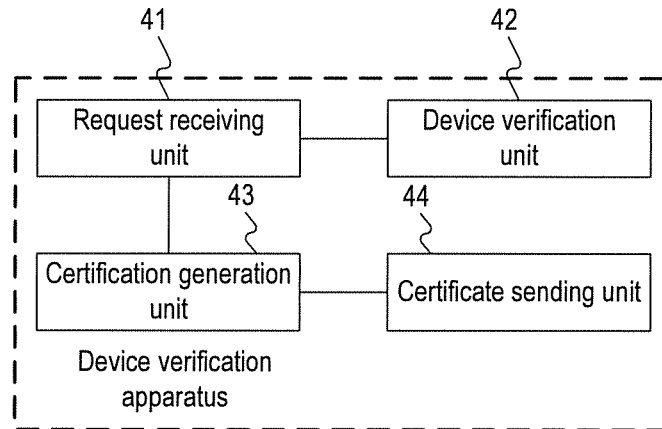 41
42
Request receiving
unit
Device verification
unit
43
44
Certification generation
unit
Certificate sending unit
Device verification
apparatus